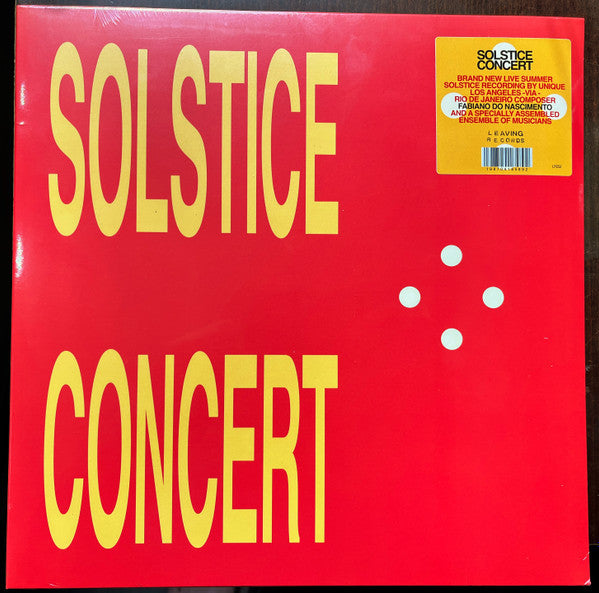 SOLSTICE
CONCERT
SOLSTICE
CONCERT
BRAND NEW LIVE SUMMER
SOLSTICE RECORDING BY UNIQUE
LOS ANGELES -VIA -
RIO DE JANEIRO COMPOSER
FABIANO DO NASCIMENTO
AND A SPECIALLY ASSEMBLED
ENSEMBLE OF MUSICIANS
LEAVING
RECORDS